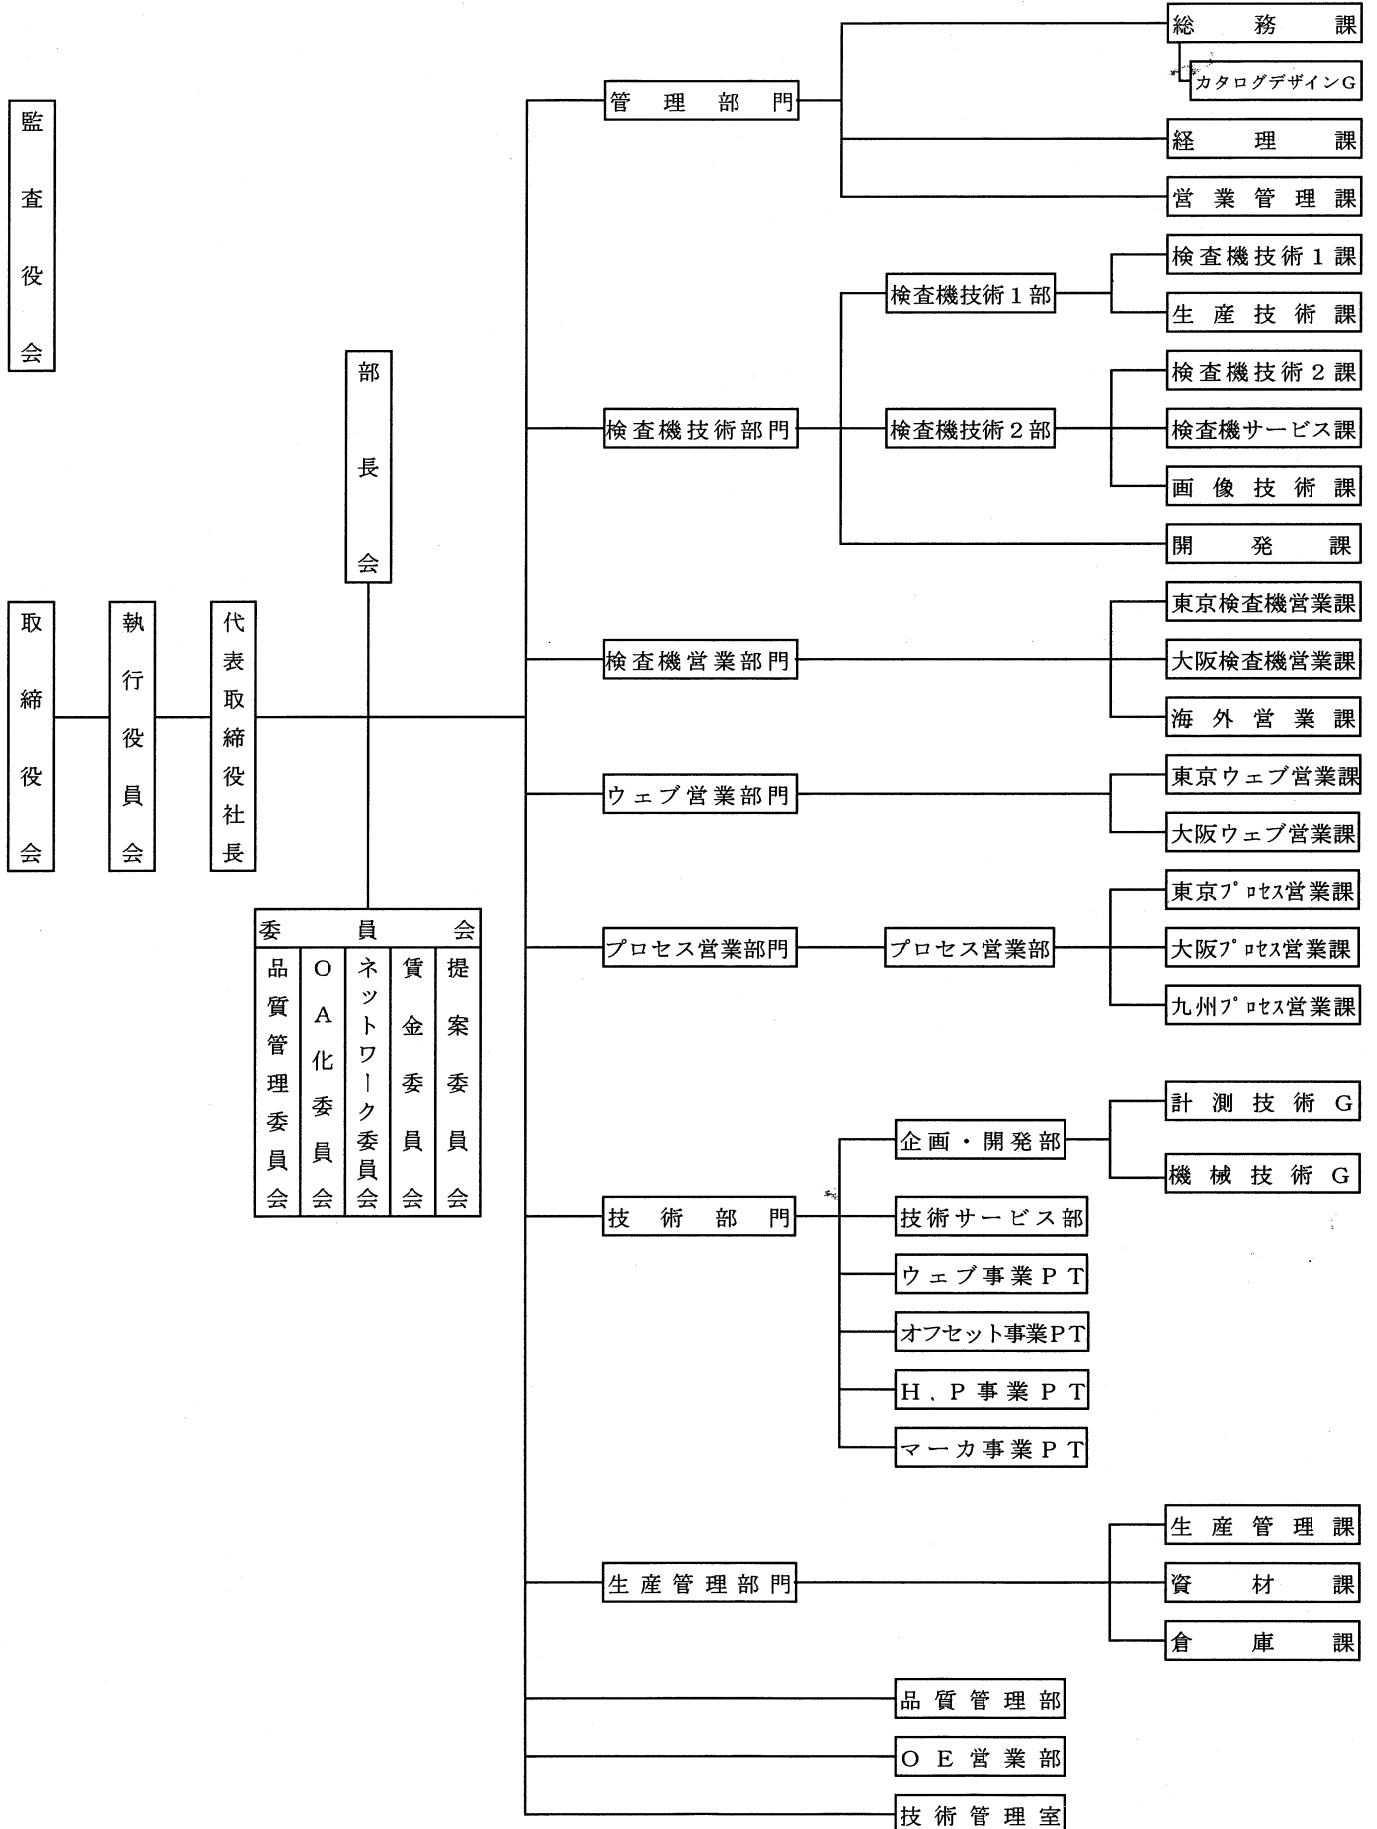 監査役会
取締役会
執行役員会
代表取締役社長
部長会
委員会
品質管理委員会
OA化委員会
ネットワーク委員会
賃金委員会
提案委員会
管理部門
総務課
カタログデザインG
経理課
営業管理課
検査機技術部門
検査機技術1部
検査機技術1課
生産技術課
検査機技術2部
検査機技術2課
検査機サービス課
画像技術課
開発課
検査機営業部門
東京検査機営業課
大阪検査機営業課
海外営業課
ウェブ営業部門
東京ウェブ営業課
大阪ウェブ営業課
プロセス営業部門
プロセス営業部
東京プロセス営業課
大阪プロセス営業課
九州プロセス営業課
技術部門
企画・開発部
計測技術G
機械技術G
技術サービス部
ウェブ事業PT
オフセット事業PT
H.P事業PT
マーカ事業PT
生産管理部門
生産管理課
資材課
倉庫課
品質管理部
OE営業部
技術管理室